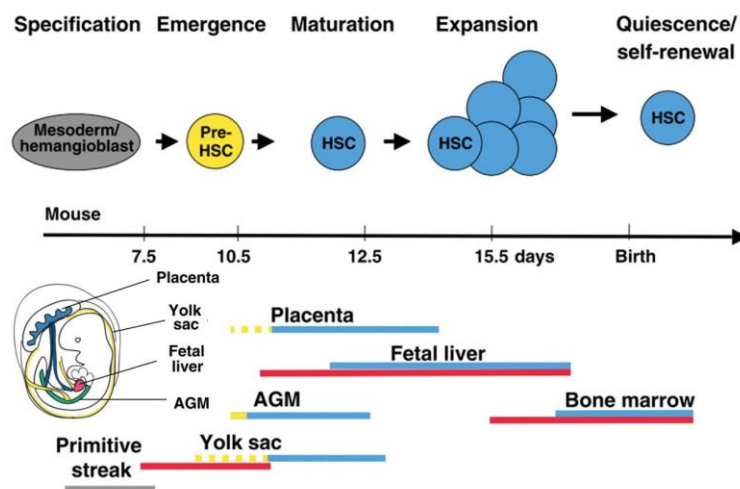 Specification Emergence Maturation Expansion Quiescence/
self-renewal
Mesoderm/
hemangioblast
Pre-
HSC
HSC
HSC
HSC
Mouse
7.5 10.5 12.5 15.5 days Birth
Placenta
Yolk
sac
Fetal
liver
AGM
Placenta
Fetal liver
AGM
Bone marrow
Yolk sac
Primitive
streak